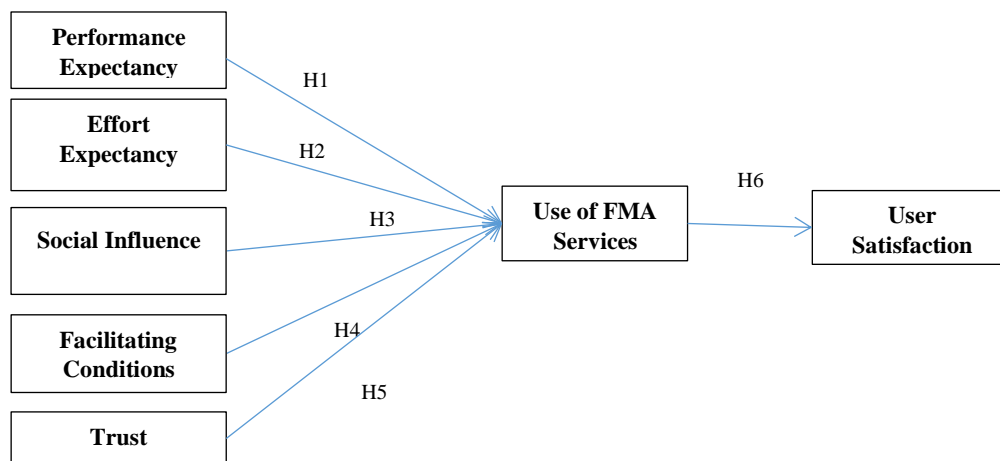 Performance
Expectancy
H1
Effort
Expectancy
H2
Social Influence
H3
Facilitating
Conditions
H4
Trust
H5
Use of FMA
Services
H6
User
Satisfaction